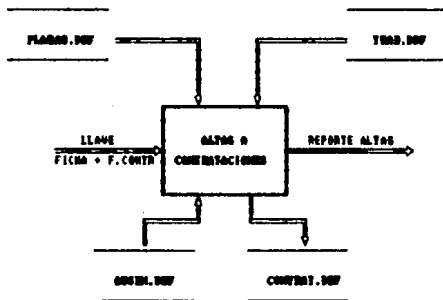 PLAZAS.DBF
TRAB.DBF
LLAVE
FICHA + F.CONTR
ALTAS A
CONTRATACIONES
REPORTE ALTAS
CONTRAT.DBF